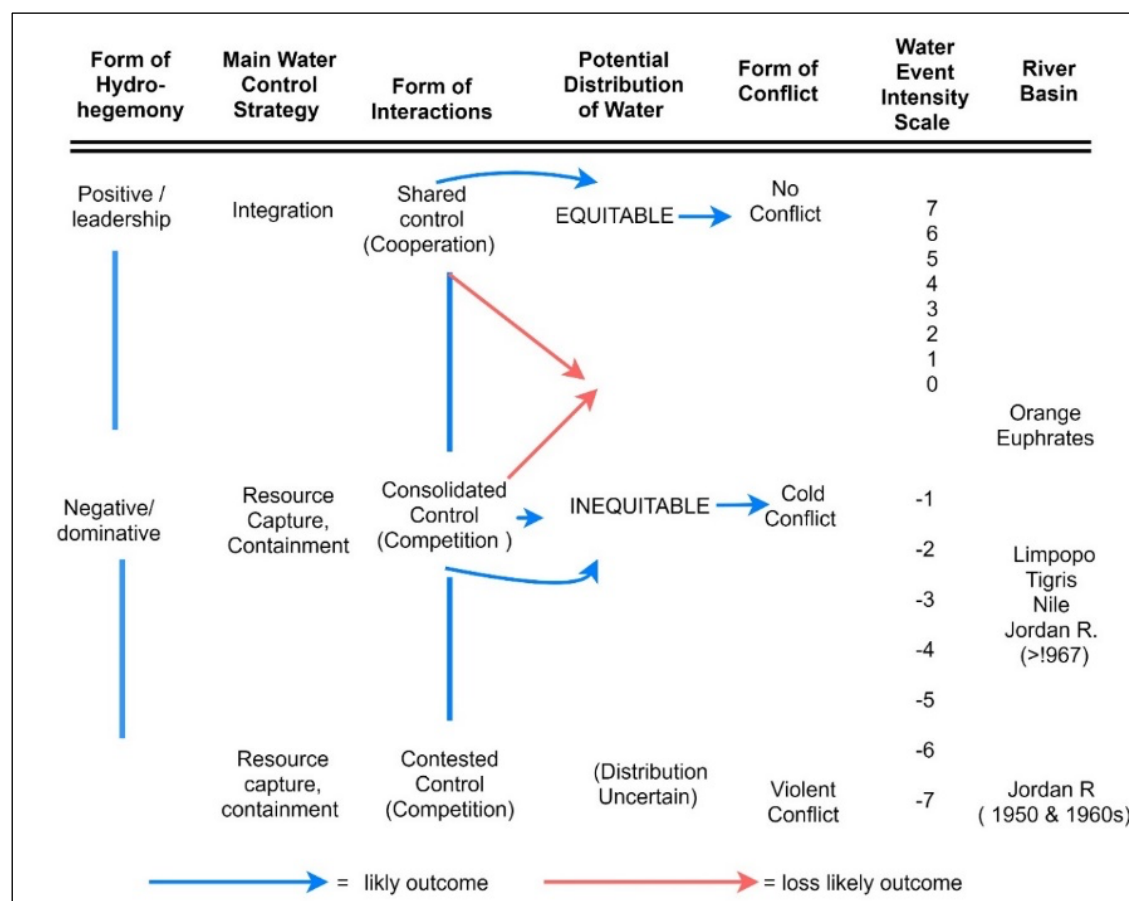 Form of
Hydro-
hegemony
Main Water
Control
Strategy
Form of
Interactions
Potential
Distribution
of Water
Form of
Conflict
Water
Event
Intensity
Scale
River
Basin
Positive /
leadership
Integration
Shared
control
(Cooperation)
EQUITABLE
No
Conflict
7
6
5
4
3
2
1
0
Orange
Euphrates
Negative/
dominative
Resource
Capture,
Containment
Consolidated
Control
(Competition )
INEQUITABLE
Cold
Conflict
-1
-2
-3
-4
-5
-6
-7
Limpopo
Tigris
Nile
Jordan R.
(>!967)
Resource
capture,
containment
Contested
Control
(Competition)
(Distribution
Uncertain)
Violent
Conflict
Jordan R
( 1950 & 1960s)
= likly outcome
= loss likely outcome